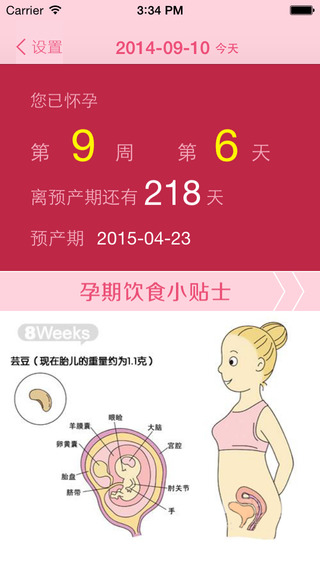 Carrier 3:34 PM
设置 2014-09-10 今天
您已怀孕
第 9 周 第 6 天
离预产期还有 218 天
预产期 2015-04-23
孕期饮食小贴士
8Weeks
芸豆（现在胎儿的重量约为1.1克）
眼睑
羊膜囊
大脑
卵黄囊
宫腔
胎盘
肘关节
脐带
手